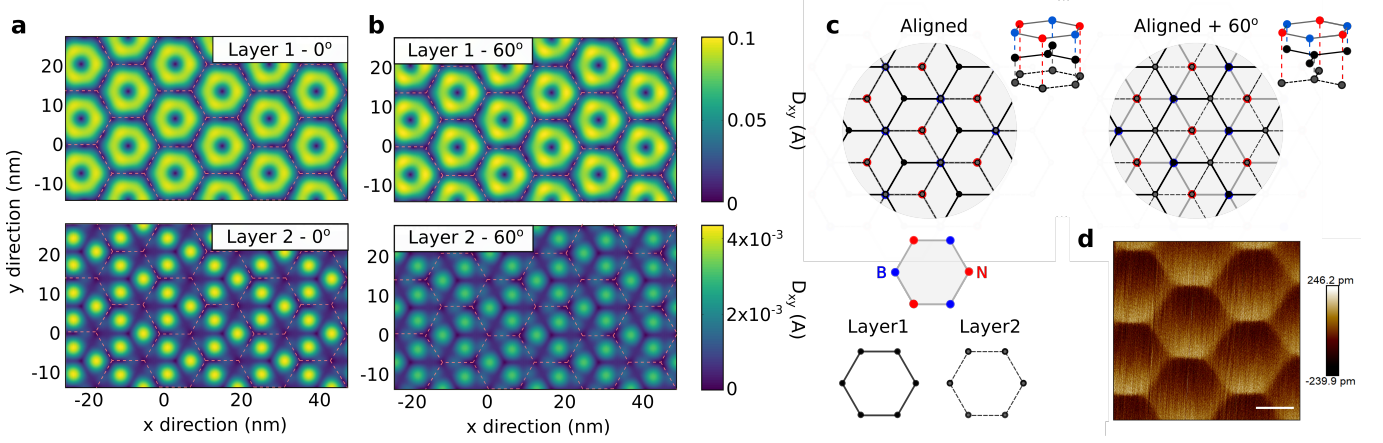 a
Layer 1 - 0°
20
10
0
-10
Layer 2 - 0°
20
10
0
-10
-20
0
20
40
x direction (nm)
y direction (nm)
b
Layer 1 - 60°
20
10
0
-10
Layer 2 - 60°
20
10
0
-10
-20
0
20
40
x direction (nm)
0.1
0.05
0
Dxy (A)
4x10-3
2x10-3
0
Dxy (A)
c
Aligned
Aligned + 60°
B
N
Layer1
Layer2
d
246.2 pm
-239.9 pm